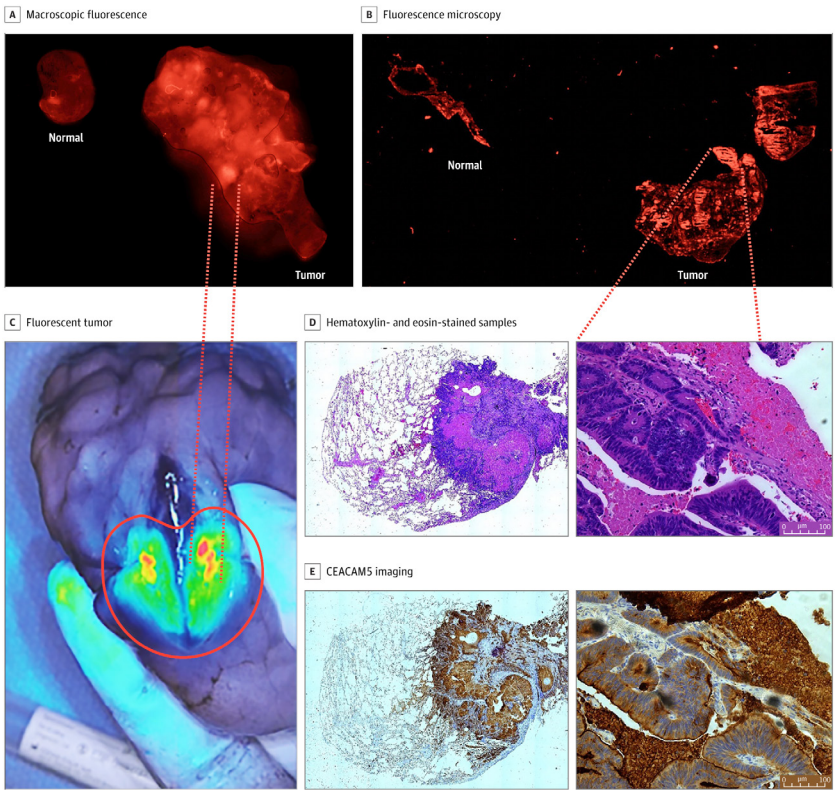 A Macroscopic fluorescence
Normal
Tumor
B Fluorescence microscopy
Normal
Tumor
C Fluorescent tumor
D Hematoxylin- and eosin-stained samples
0 μm 100
E CEACAM5 imaging
0 μm 100